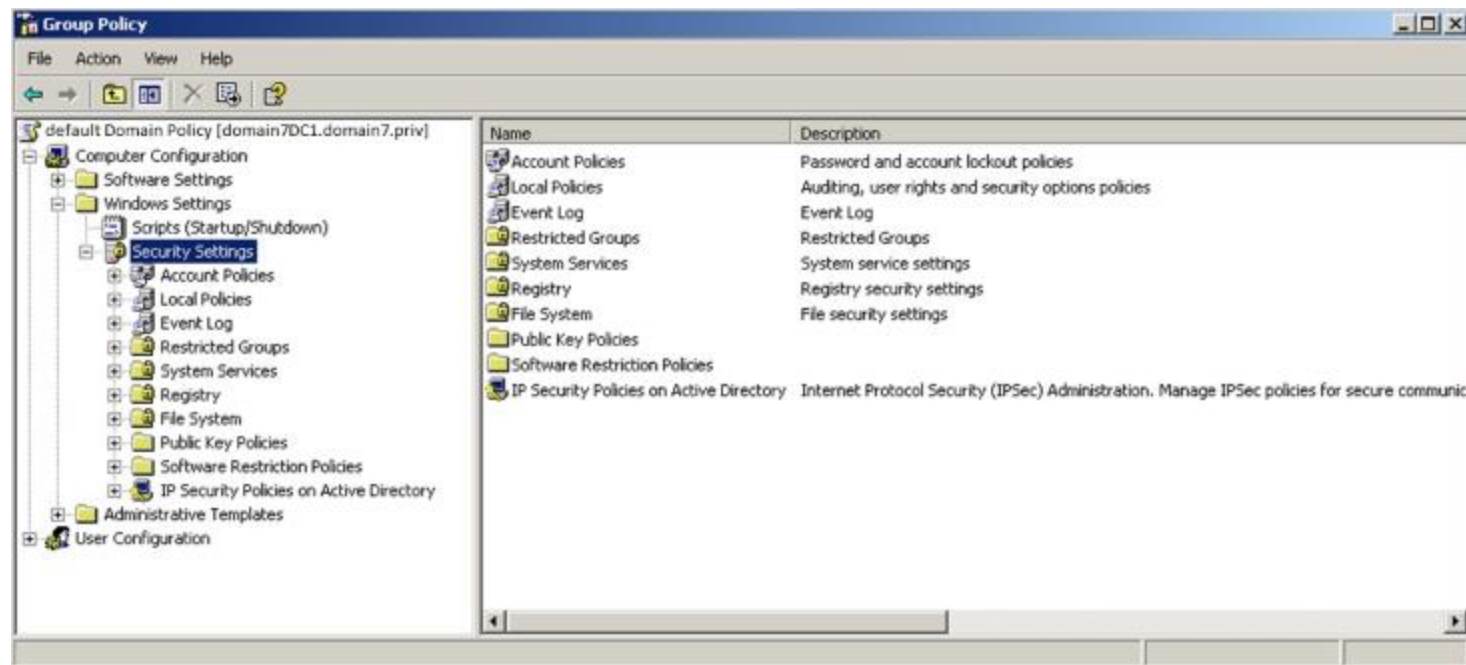 Group Policy
File Action View Help
default Domain Policy [domain7DC1.domain7.priv]
Computer Configuration
Software Settings
Windows Settings
Scripts (Startup/Shutdown)
Security Settings
Account Policies
Local Policies
Event Log
Restricted Groups
System Services
Registry
File System
Public Key Policies
Software Restriction Policies
IP Security Policies on Active Directory
Administrative Templates
User Configuration
Name Description
Account Policies Password and account lockout policies
Local Policies Auditing, user rights and security options policies
Event Log Event Log
Restricted Groups Restricted Groups
System Services System service settings
Registry Registry security settings
File System File security settings
Public Key Policies
Software Restriction Policies
IP Security Policies on Active Directory Internet Protocol Security (IPSec) Administration. Manage IPSec policies for secure communic